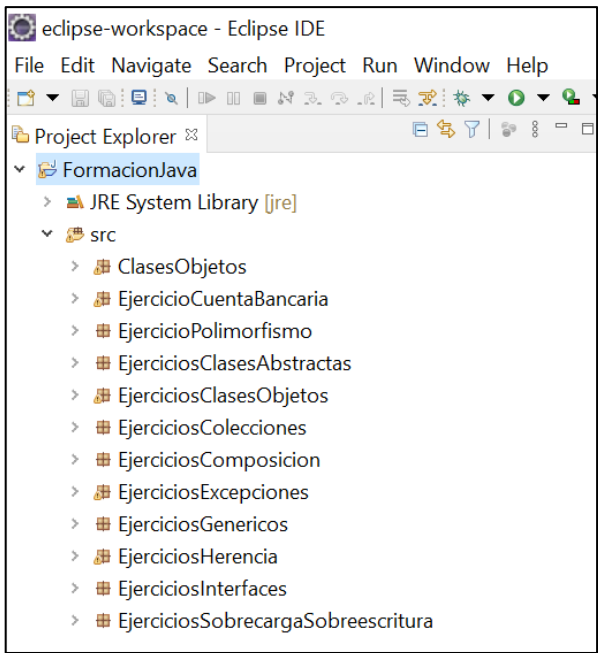 eclipse-workspace - Eclipse IDE
File Edit Navigate Search Project Run Window Help
Project Explorer
FormacionJava
JRE System Library [jre]
src
ClasesObjetos
EjercicioCuentaBancaria
EjercicioPolimorfismo
EjerciciosClasesAbstractas
EjerciciosClasesObjetos
EjerciciosColecciones
EjerciciosComposicion
EjerciciosExcepciones
EjerciciosGenericos
EjerciciosHerencia
EjerciciosInterfaces
EjerciciosSobrecargaSobreescritura